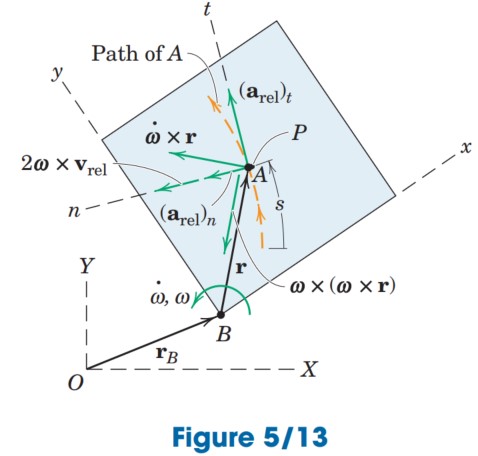 t
Path of A
y
(a_rel)_t
ω̇ × r
P
x
2ω × v_rel
A
n
(a_rel)_n
s
Y
r
ω × (ω × r)
ω̇, ω
B
r_B
X
O
Figure 5/13